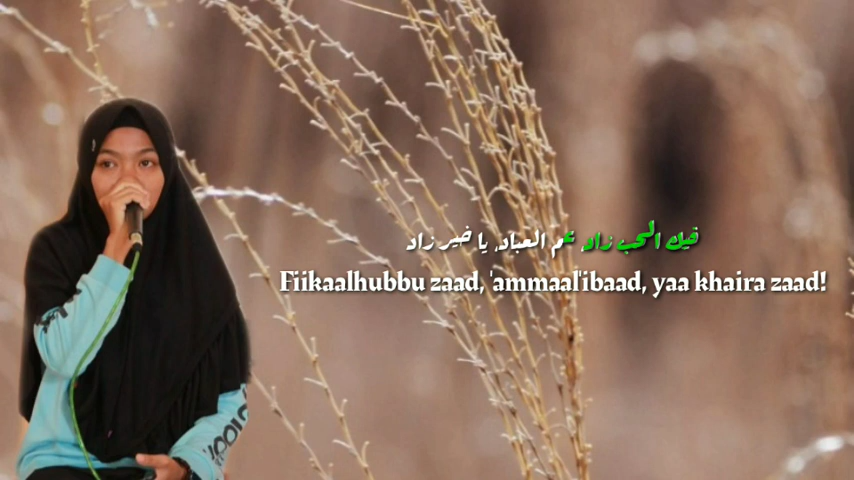 فيك الحب زاد، عم العباد، يا خير زاد
Fiikaalhubbu zaad, 'ammaal'ibaad, yaa khaira zaad!